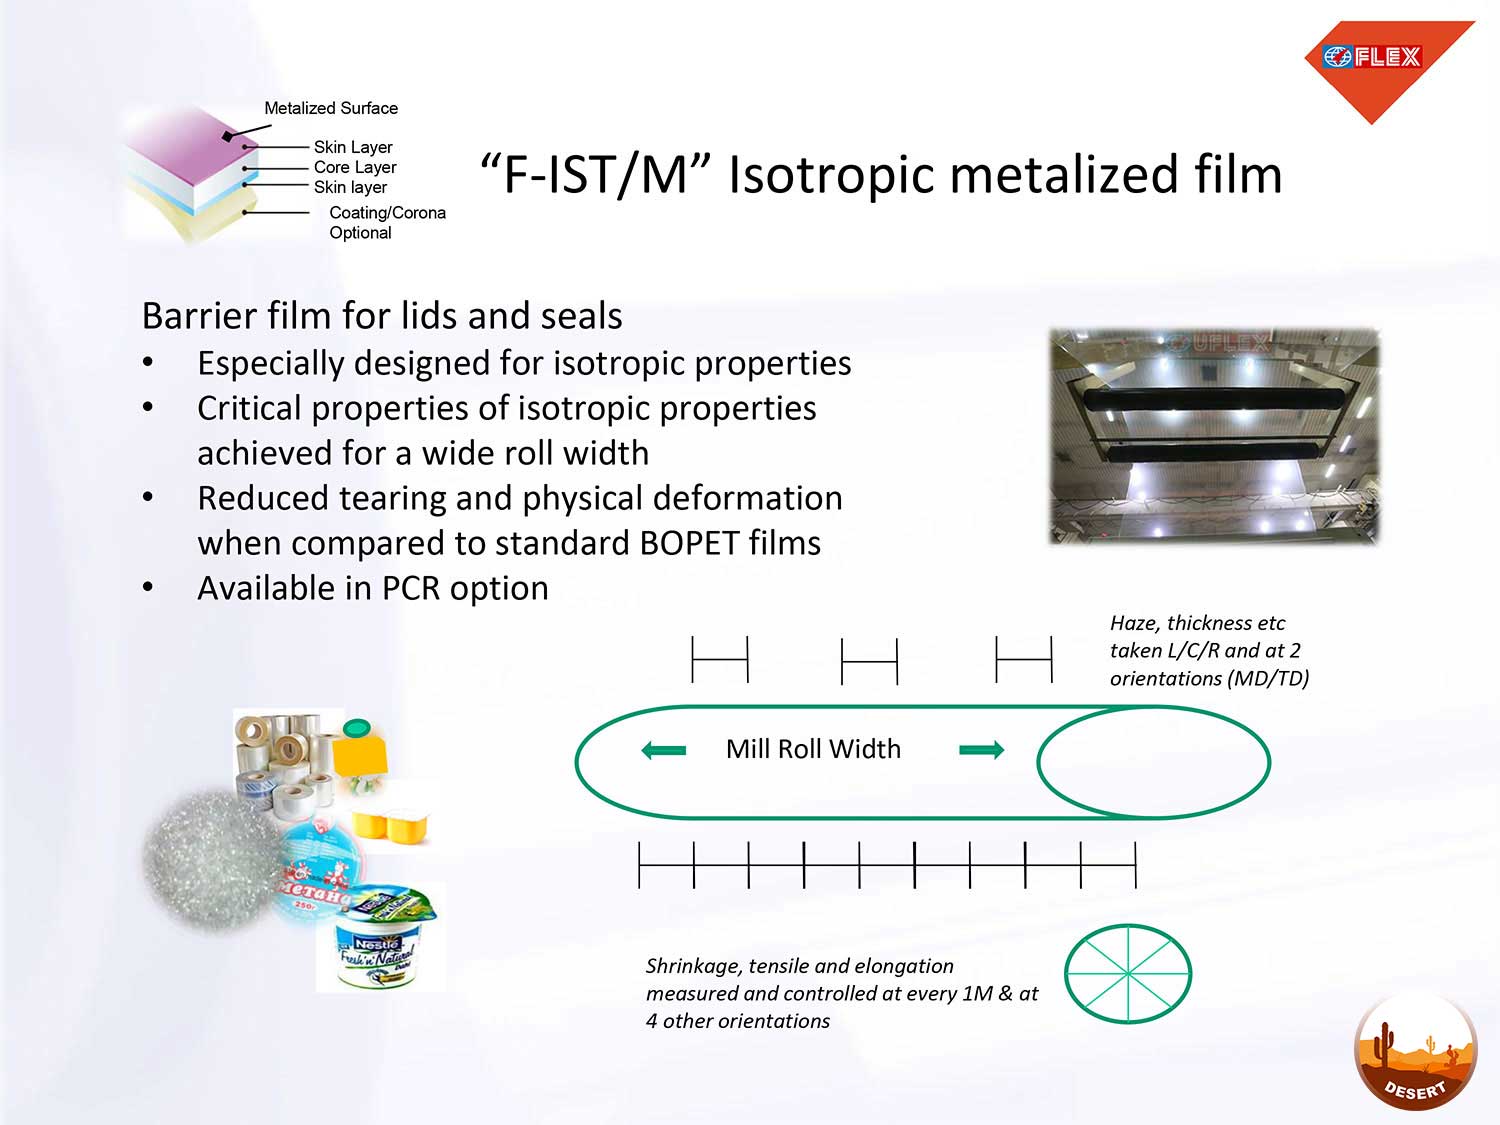 FLEX
Metalized Surface
Skin Layer
Core Layer
Skin layer
Coating/Corona
Optional
“F-IST/M” Isotropic metalized film
Barrier film for lids and seals
• Especially designed for isotropic properties
• Critical properties of isotropic properties
achieved for a wide roll width
• Reduced tearing and physical deformation
when compared to standard BOPET films
• Available in PCR option
UFLEX
Haze, thickness etc
taken L/C/R and at 2
orientations (MD/TD)
Mill Roll Width
Shrinkage, tensile and elongation
measured and controlled at every 1M & at
4 other orientations
метана
250г
Nestlé
Fresh 'n' Natural
DESERT